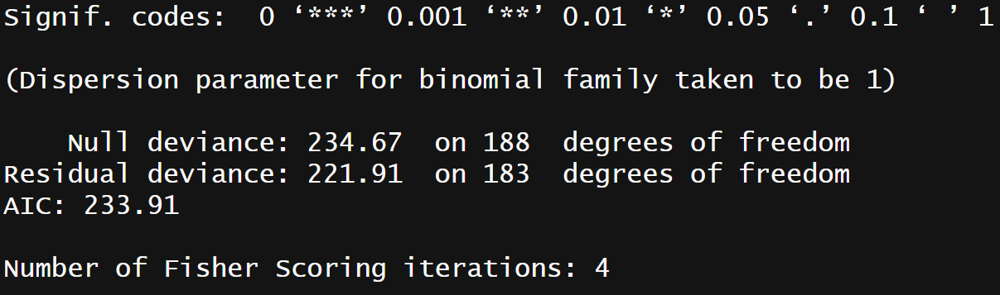 Signif. codes:  0 ‘***’ 0.001 ‘**’ 0.01 ‘*’ 0.05 ‘.’ 0.1 ‘ ’ 1
(Dispersion parameter for binomial family taken to be 1)
Null deviance: 234.67  on 188  degrees of freedom
Residual deviance: 221.91  on 183  degrees of freedom
AIC: 233.91
Number of Fisher Scoring iterations: 4